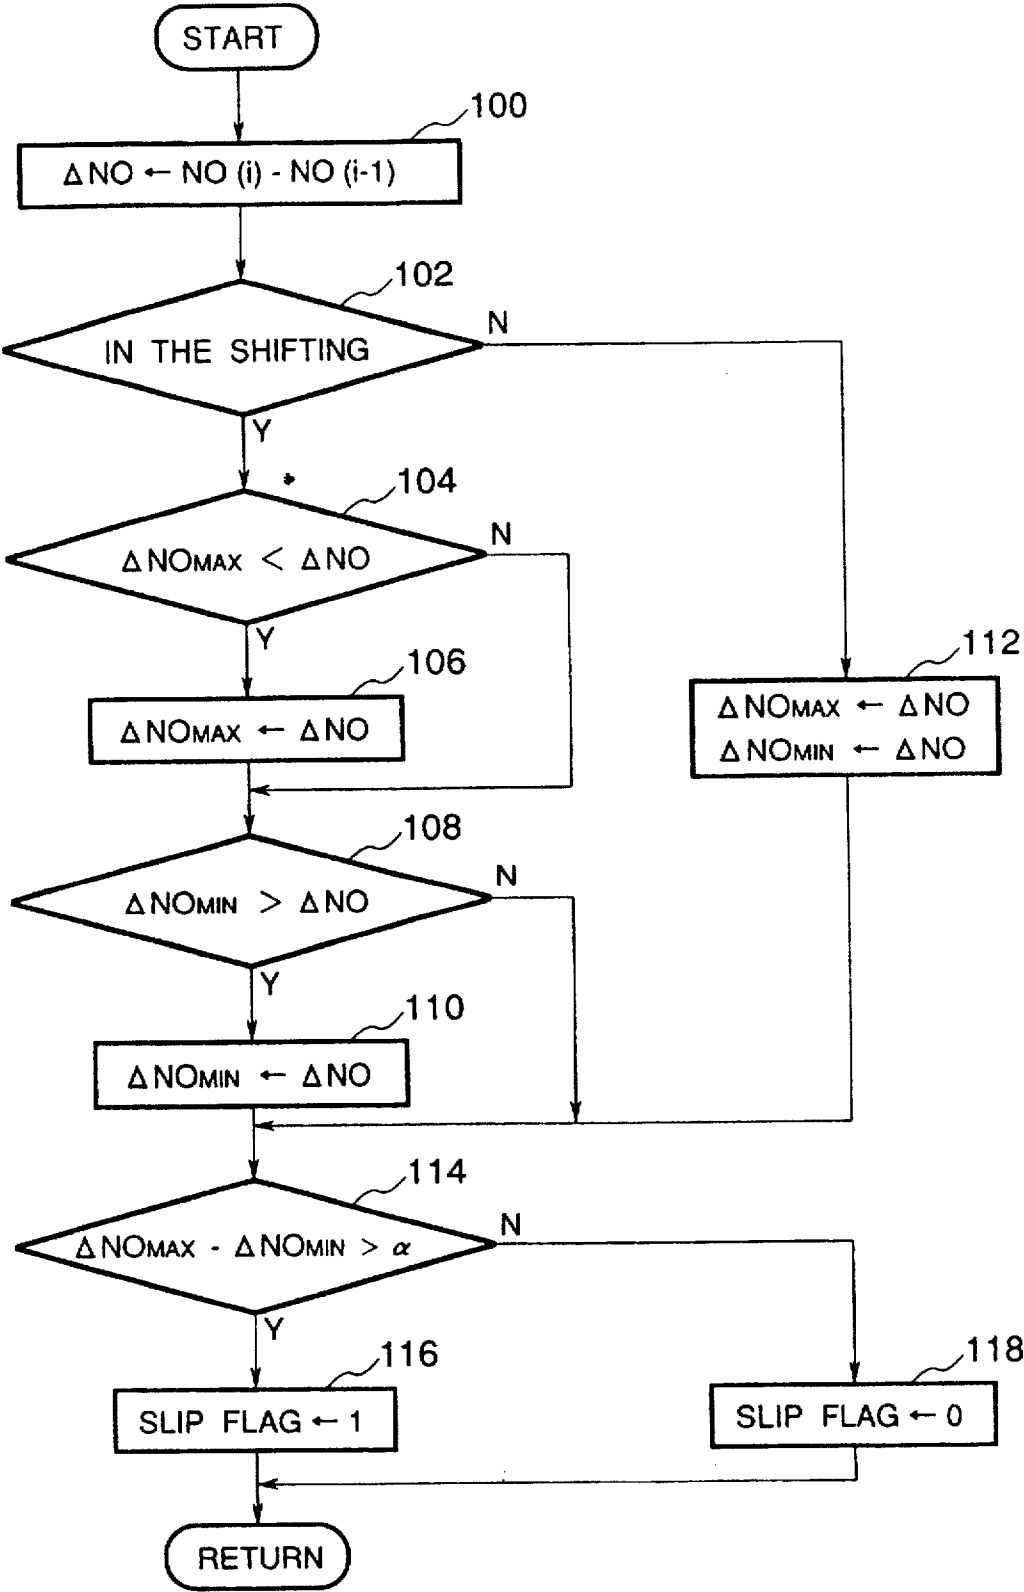 START
100
ΔNO ← NO (i) - NO (i-1)
102
IN THE SHIFTING
N
Y
104
ΔNOMAX < ΔNO
N
Y
106
ΔNOMAX ← ΔNO
112
ΔNOMAX ← ΔNO
ΔNOMIN ← ΔNO
108
ΔNOMIN > ΔNO
N
Y
110
ΔNOMIN ← ΔNO
114
ΔNOMAX - ΔNOMIN > α
N
Y
116
SLIP FLAG ← 1
118
SLIP FLAG ← 0
RETURN